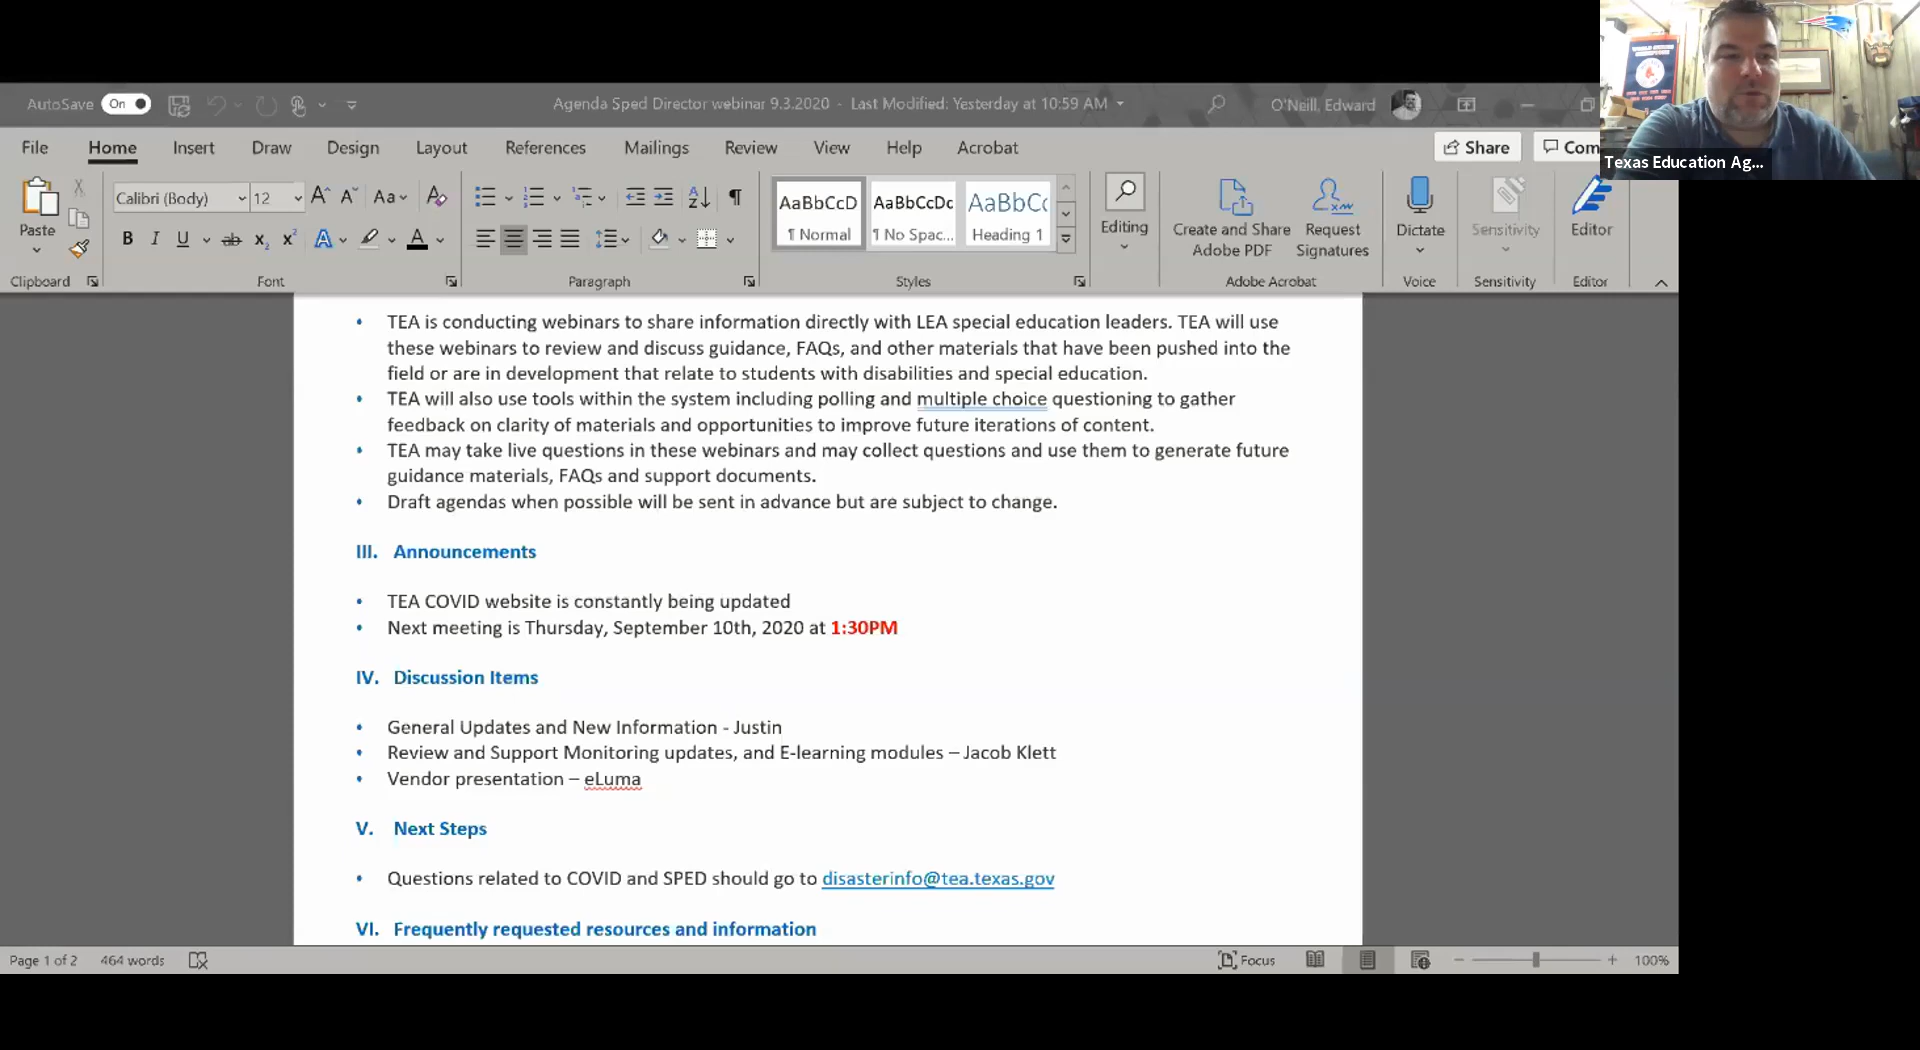 AutoSave On Agenda Sped Director webinar 9.3.2020 - Last Modified: Yesterday at 10:59 AM O'Neill, Edward
File Home Insert Draw Design Layout References Mailings Review View Help Acrobat Share Com
Texas Education Ag...
Calibri (Body) 12 Aa AaBbCcD AaBbCcDc AaBbC
Paste B I U ab x₂ x² A A ¶ Normal ¶ No Spac... Heading 1 Editing Create and Share Adobe PDF Request Signatures Dictate Sensitivity Editor
Clipboard Font Paragraph Styles Adobe Acrobat Voice Sensitivity Editor
• TEA is conducting webinars to share information directly with LEA special education leaders. TEA will use
these webinars to review and discuss guidance, FAQs, and other materials that have been pushed into the
field or are in development that relate to students with disabilities and special education.
• TEA will also use tools within the system including polling and multiple choice questioning to gather
feedback on clarity of materials and opportunities to improve future iterations of content.
• TEA may take live questions in these webinars and may collect questions and use them to generate future
guidance materials, FAQs and support documents.
• Draft agendas when possible will be sent in advance but are subject to change.
III. Announcements
• TEA COVID website is constantly being updated
• Next meeting is Thursday, September 10th, 2020 at 1:30PM
IV. Discussion Items
• General Updates and New Information - Justin
• Review and Support Monitoring updates, and E-learning modules – Jacob Klett
• Vendor presentation – eLuma
V. Next Steps
• Questions related to COVID and SPED should go to disasterinfo@tea.texas.gov
VI. Frequently requested resources and information
Page 1 of 2 464 words Focus 100%